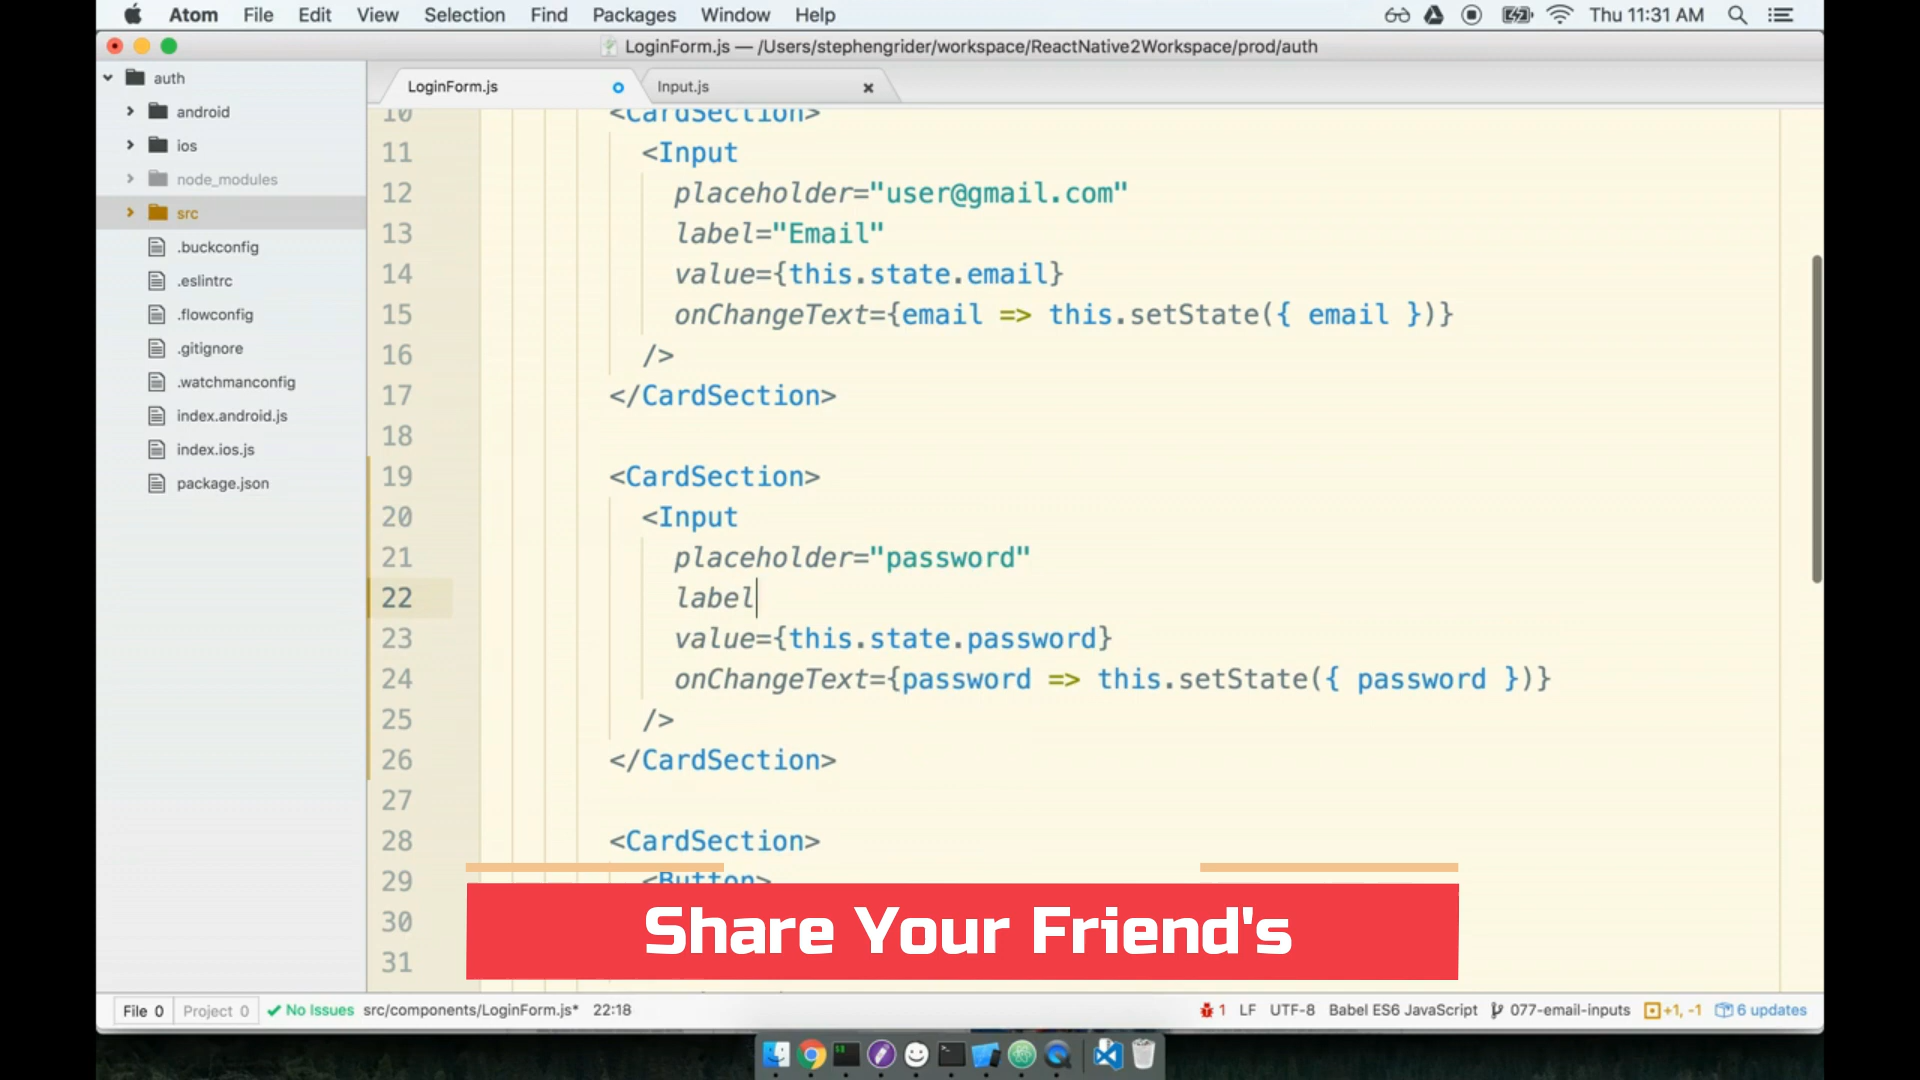 Atom File Edit View Selection Find Packages Window Help Thu 11:31 AM
LoginForm.js — /Users/stephengrider/workspace/ReactNative2Workspace/prod/auth
auth
android
ios
node_modules
src
.buckconfig
.eslintrc
.flowconfig
.gitignore
.watchmanconfig
index.android.js
index.ios.js
package.json
LoginForm.js Input.js
10 <CardSection>
11 <Input
12 placeholder="user@gmail.com"
13 label="Email"
14 value={this.state.email}
15 onChangeText={email => this.setState({ email })}
16 />
17 </CardSection>
18
19 <CardSection>
20 <Input
21 placeholder="password"
22 label
23 value={this.state.password}
24 onChangeText={password => this.setState({ password })}
25 />
26 </CardSection>
27
28 <CardSection>
29 <Button>
30
31
Share Your Friend's
File 0 Project 0 No Issues src/components/LoginForm.js* 22:18 1 LF UTF-8 Babel ES6 JavaScript 077-email-inputs +1, -1 6 updates